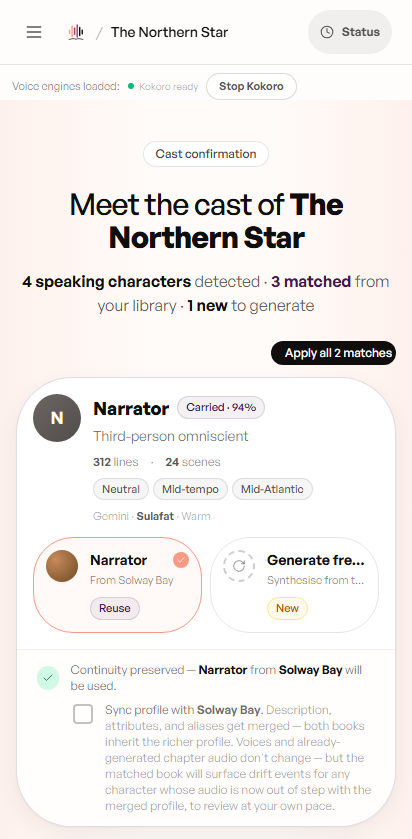 / The Northern Star
Status
Voice engines loaded: Kokoro ready Stop Kokoro
Cast confirmation
Meet the cast of The
Northern Star
4 speaking characters detected · 3 matched from
your library · 1 new to generate
Apply all 2 matches
N
Narrator Carried · 94%
Third-person omniscient
312 lines · 24 scenes
Neutral Mid-tempo Mid-Atlantic
Gemini · Sulafat · Warm
Narrator
From Solway Bay
Reuse
Generate fre...
Synthesise from t...
New
Continuity preserved — Narrator from Solway Bay will
be used.
Sync profile with Solway Bay. Description,
attributes, and aliases get merged — both books
inherit the richer profile. Voices and already-
generated chapter audio don't change — but the
matched book will surface drift events for any
character whose audio is now out of step with the
merged profile, to review at your own pace.